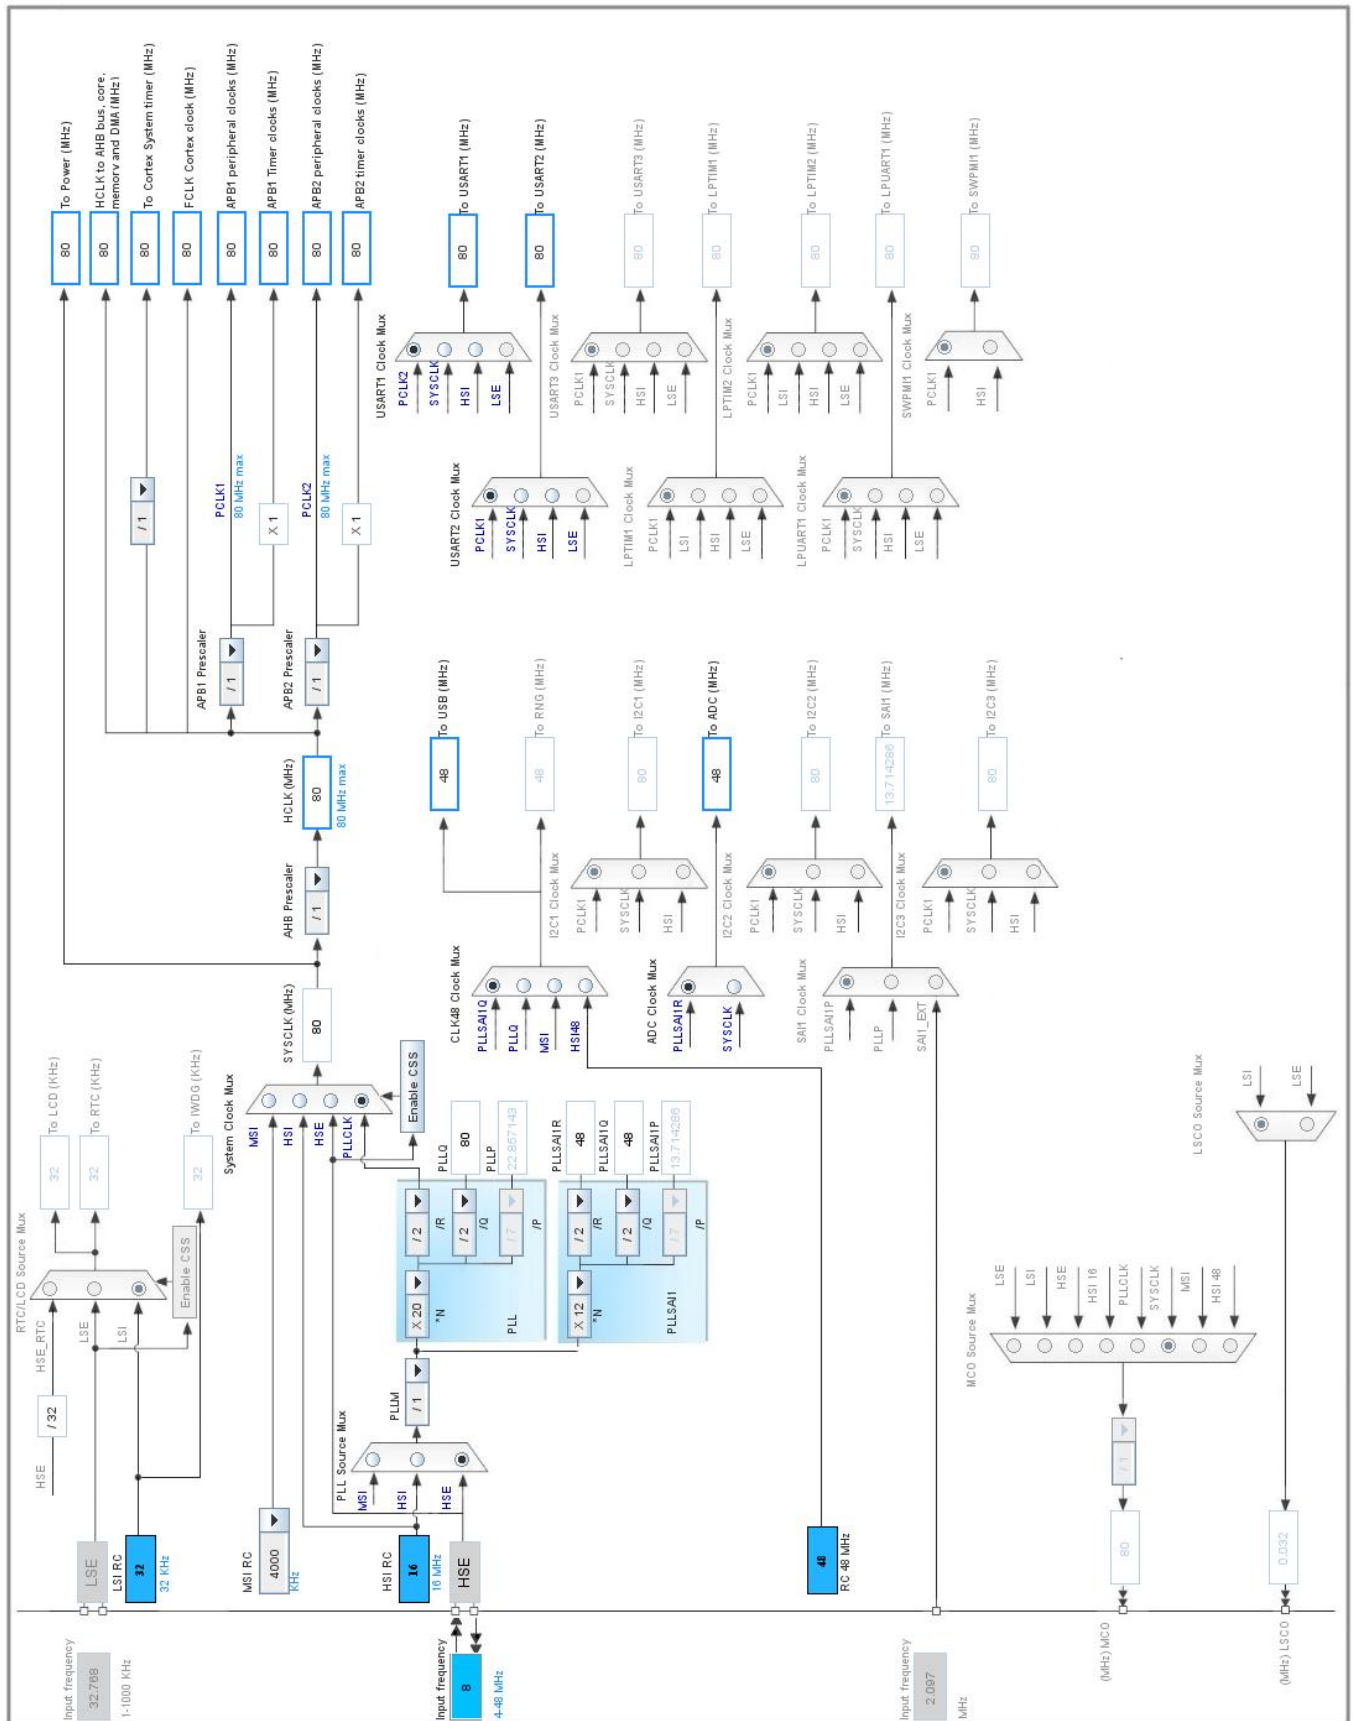 Input frequency
32.768
1-1000 KHz
LSE
LSI RC
32
32 KHz
HSE
/ 32
HSE_RTC
LSE
LSI
RTC/LCD Source Mux
Enable CSS
32
To LCD (KHz)
32
To RTC (KHz)
32
To IWDG (KHz)
MSI RC
4000
KHz
HSI RC
16
16 MHz
Input frequency
8
4-48 MHz
HSE
PLL Source Mux
MSI
HSI
HSE
PLLM
/ 1
X 20
*N
PLL
/ 2
/R
/ 2
/Q
/ 7
/P
PLLQ
80
PLLP
22.857143
X 12
*N
PLLSAI1
/ 2
/R
/ 2
/Q
/ 7
/P
PLLSAI1R
48
PLLSAI1Q
48
PLLSAI1P
13.714286
System Clock Mux
MSI
HSI
HSE
PLLCLK
Enable CSS
SYSCLK (MHz)
80
AHB Prescaler
/ 1
HCLK (MHz)
80
80 MHz max
APB1 Prescaler
/ 1
APB2 Prescaler
/ 1
/ 1
PCLK1
80 MHz max
X 1
PCLK2
80 MHz max
X 1
80
To Power (MHz)
80
HCLK to AHB bus, core,
memory and DMA (MHz)
80
To Cortex System timer (MHz)
80
FCLK Cortex clock (MHz)
80
APB1 peripheral clocks (MHz)
80
APB1 Timer clocks (MHz)
80
APB2 peripheral clocks (MHz)
80
APB2 timer clocks (MHz)
RC 48 MHz
48
CLK48 Clock Mux
PLLSAI1Q
PLLQ
MSI
HSI48
48
To USB (MHz)
48
To RNG (MHz)
I2C1 Clock Mux
PCLK1
SYSCLK
HSI
80
To I2C1 (MHz)
ADC Clock Mux
PLLSAI1R
SYSCLK
48
To ADC (MHz)
I2C2 Clock Mux
PCLK1
SYSCLK
HSI
80
To I2C2 (MHz)
SAI1 Clock Mux
PLLSAI1P
PLLP
SAI1_EXT
13.714286
To SAI1 (MHz)
I2C3 Clock Mux
PCLK1
SYSCLK
HSI
80
To I2C3 (MHz)
USART1 Clock Mux
PCLK2
SYSCLK
HSI
LSE
80
To USART1 (MHz)
USART2 Clock Mux
PCLK1
SYSCLK
HSI
LSE
80
To USART2 (MHz)
USART3 Clock Mux
PCLK1
SYSCLK
HSI
LSE
80
To USART3 (MHz)
LPTIM1 Clock Mux
PCLK1
LSI
HSI
LSE
80
To LPTIM1 (MHz)
LPTIM2 Clock Mux
PCLK1
LSI
HSI
LSE
80
To LPTIM2 (MHz)
LPUART1 Clock Mux
PCLK1
SYSCLK
HSI
LSE
80
To LPUART1 (MHz)
SWPMI1 Clock Mux
PCLK1
HSI
80
To SWPMI1 (MHz)
Input frequency
2.097
MHz
MCO Source Mux
LSE
LSI
HSE
HSI 16
PLLCLK
SYSCLK
MSI
HSI 48
/ 1
80
(MHz) MCO
LSCO Source Mux
LSI
LSE
0.032
(MHz) LSCO